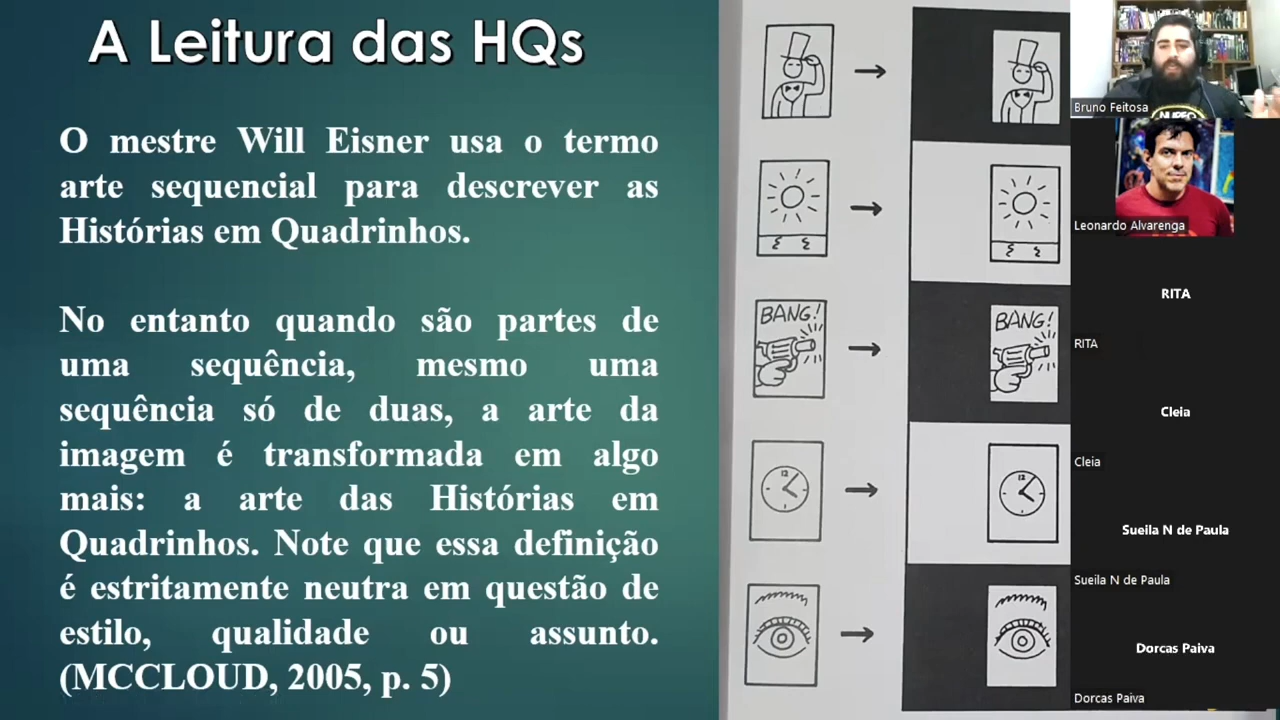 A Leitura das HQs
O mestre Will Eisner usa o termo
arte sequencial para descrever as
Histórias em Quadrinhos.
No entanto quando são partes de
uma sequência, mesmo uma
sequência só de duas, a arte da
imagem é transformada em algo
mais: a arte das Histórias em
Quadrinhos. Note que essa definição
é estritamente neutra em questão de
estilo, qualidade ou assunto.
(MCCLOUD, 2005, p. 5)
BANG!
BANG!
12
12
Bruno Feitosa
NUPEQ
Leonardo Alvarenga
RITA
RITA
Cleia
Cleia
Sueila N de Paula
Sueila N de Paula
Dorcas Paiva
Dorcas Paiva